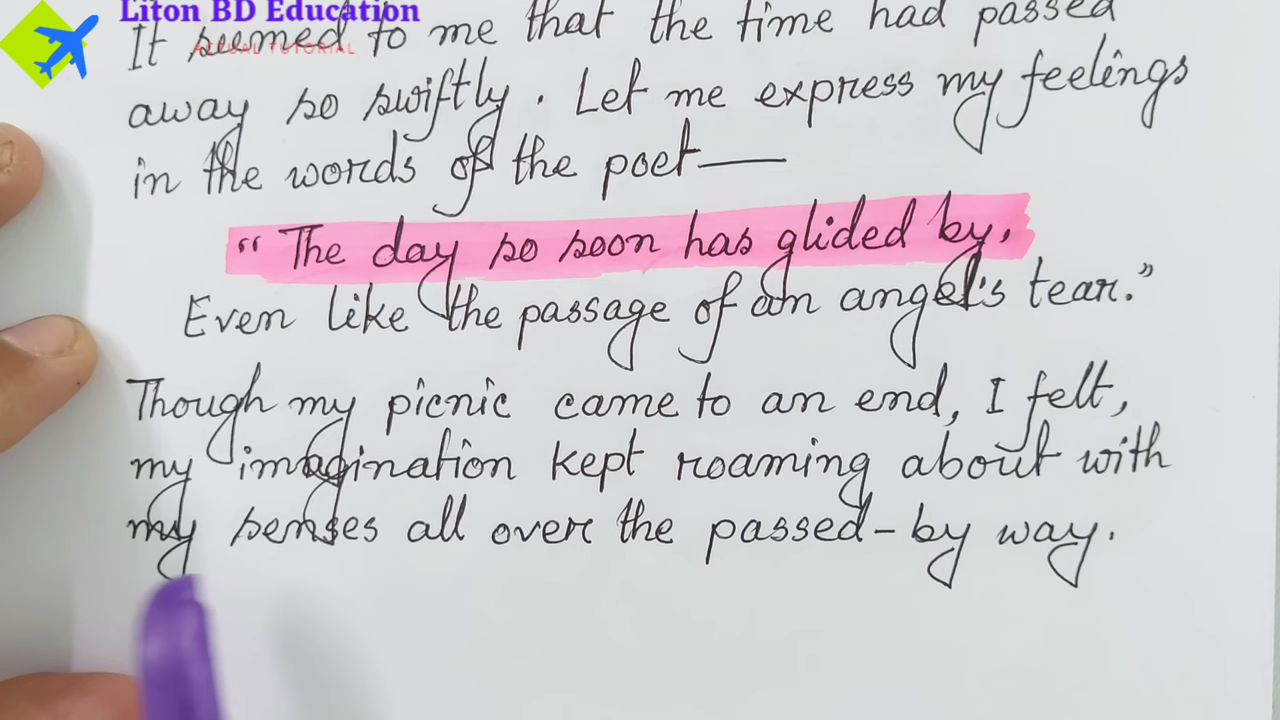 Liton BD Education
ACTUAL TUTORIAL
It seemed to me that the time had passed
away so swiftly. Let me express my feelings
in the words of the poet—
“The day so soon has glided by.
Even like the passage of an angel's tear.”
Though my picnic came to an end, I felt,
my imagination kept roaming about with
my senses all over the passed-by way.